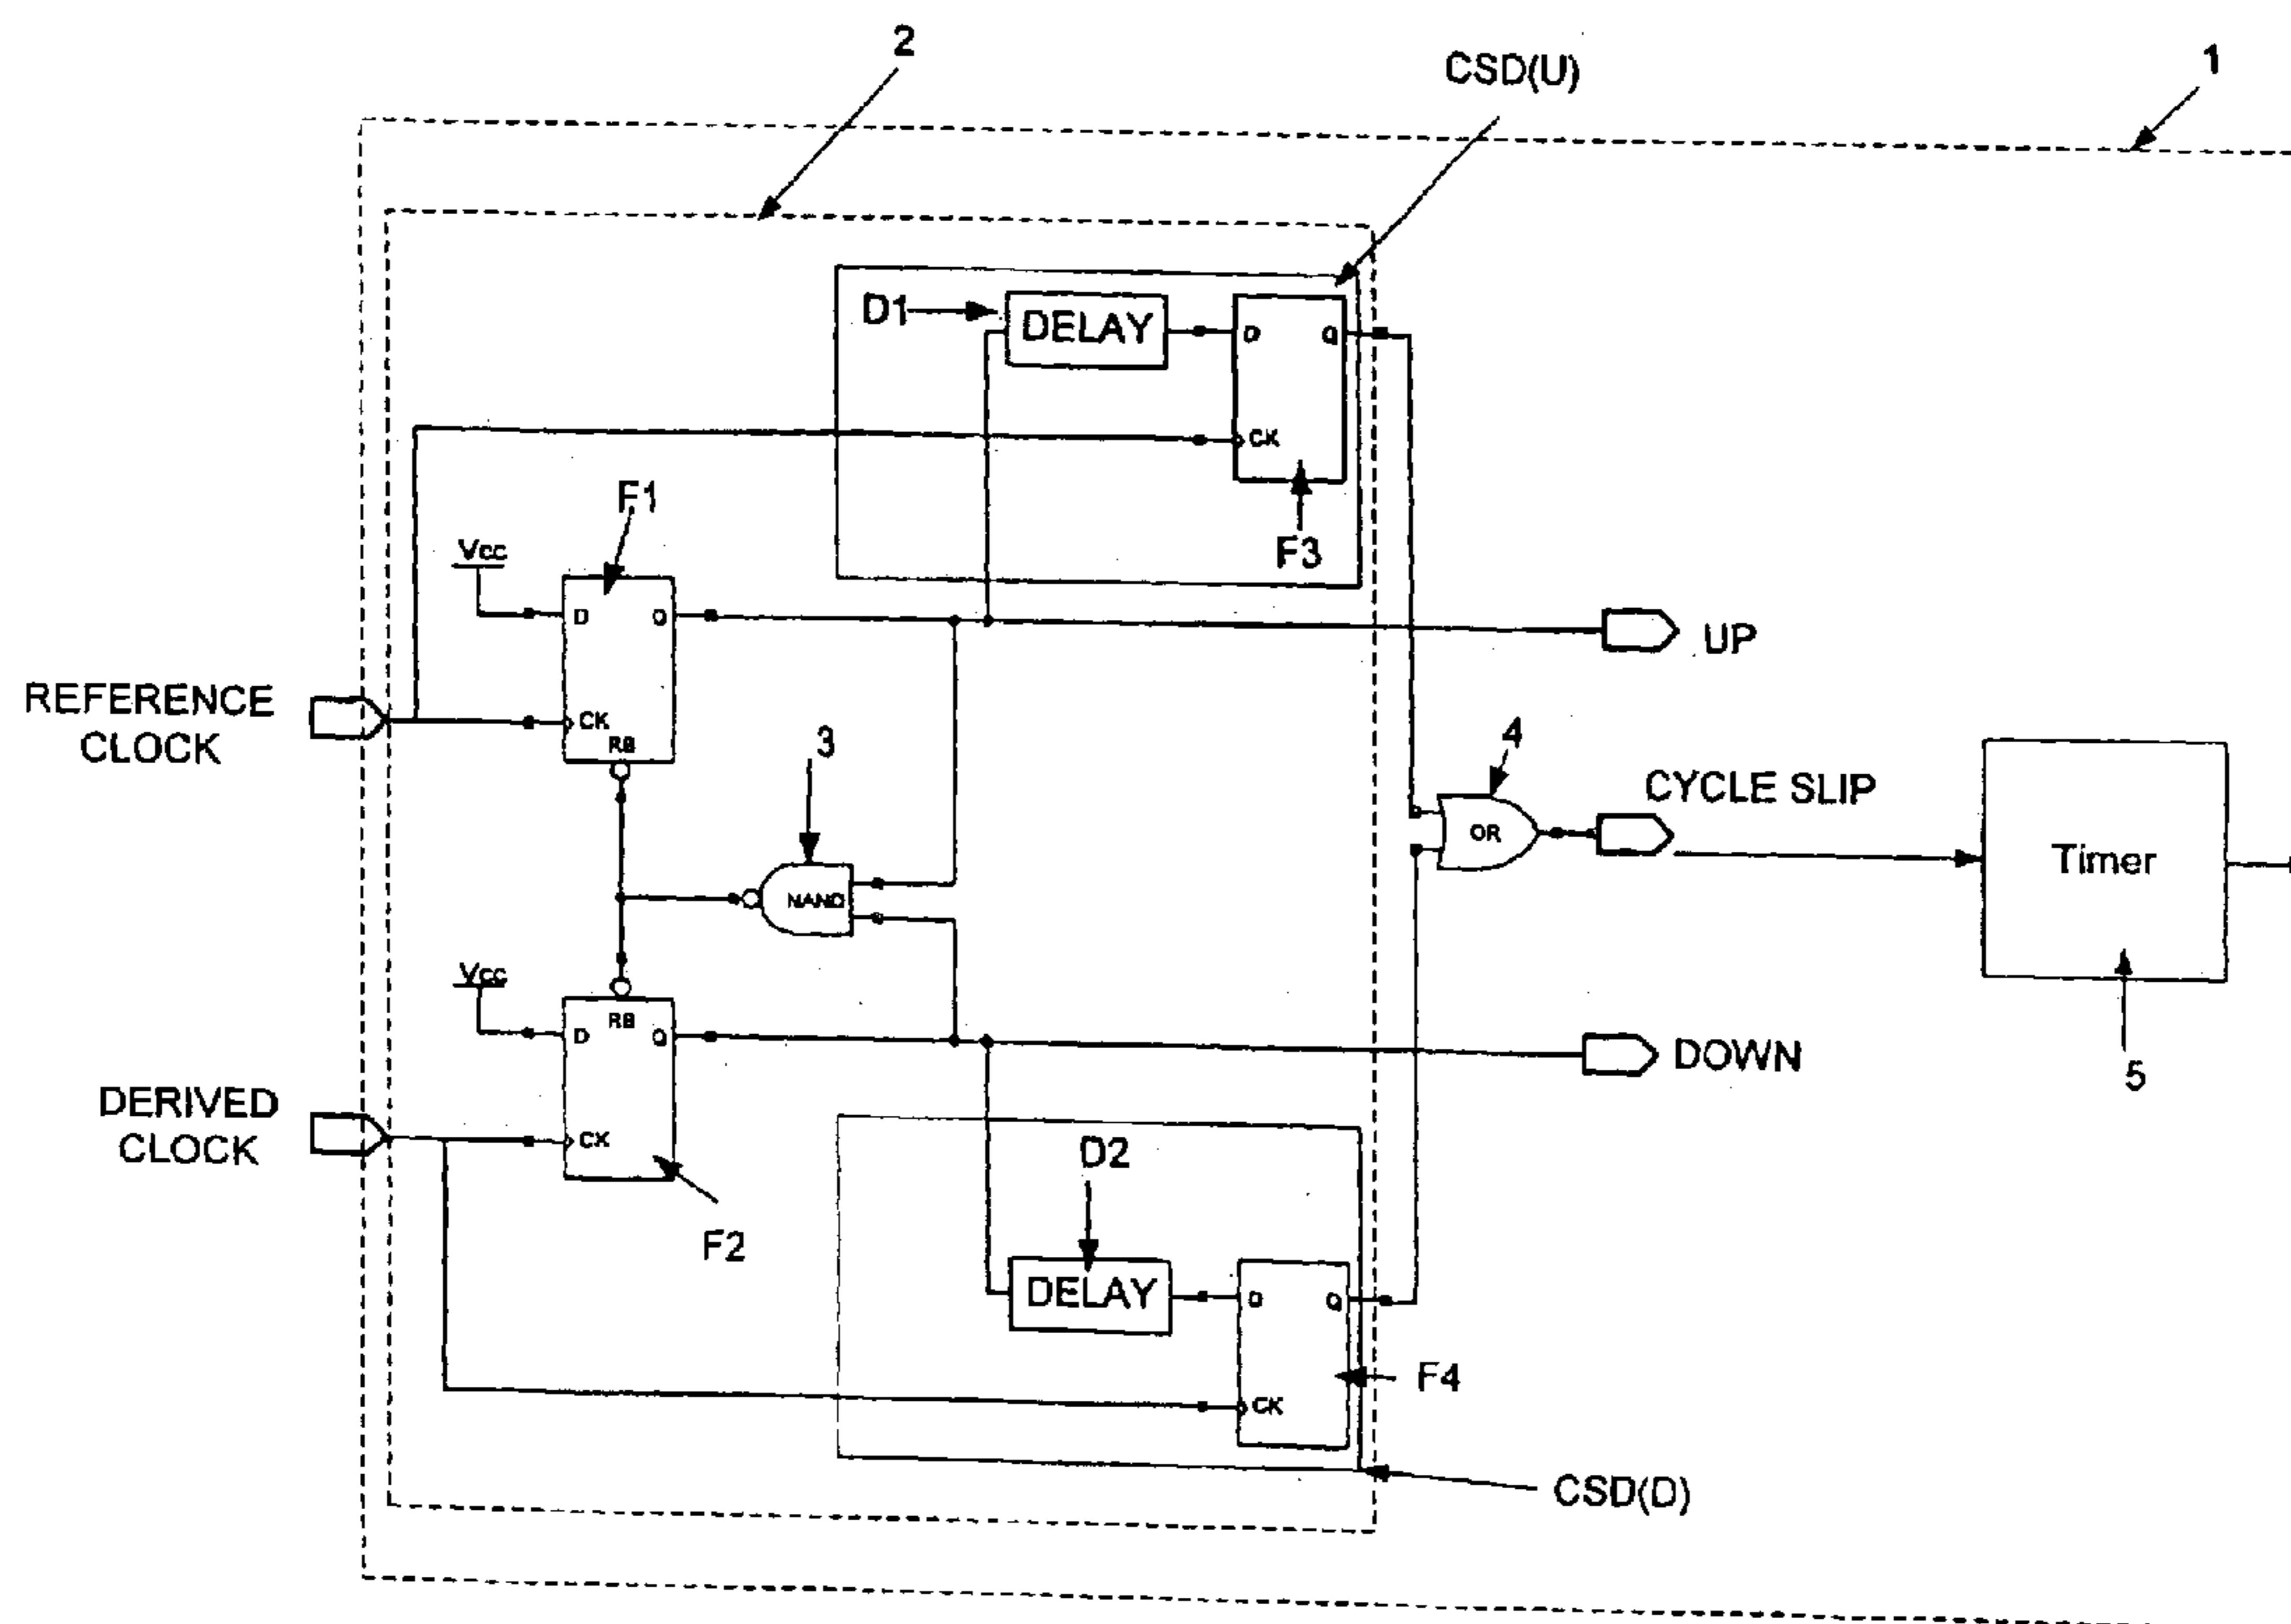 2
CSD(U)
1
D1
DELAY
D
Q
CK
F3
F1
Vcc
D
Q
CK
RB
UP
REFERENCE
CLOCK
3
NAND
4
OR
CYCLE SLIP
Timer
5
Vcc
D
RB
Q
CK
DOWN
DERIVED
CLOCK
F2
D2
DELAY
D
Q
CK
F4
CSD(D)